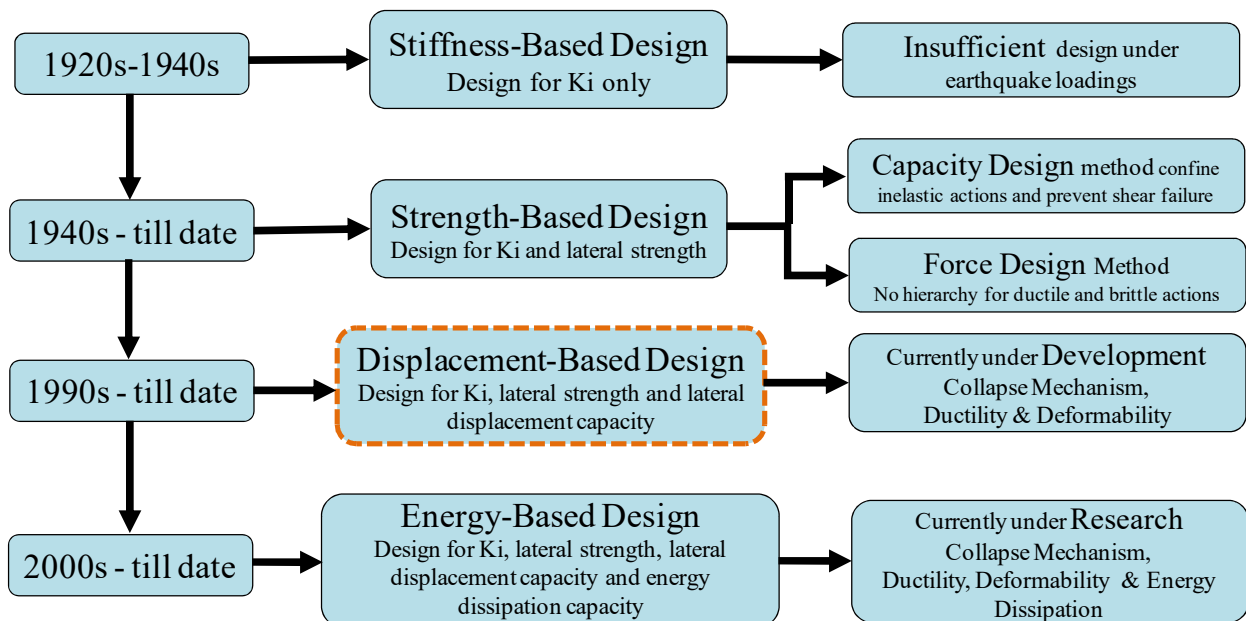 1920s-1940s
Stiffness-Based Design
Design for Ki only
Insufficient design under
earthquake loadings
1940s - till date
Strength-Based Design
Design for Ki and lateral strength
Capacity Design method confine
inelastic actions and prevent shear failure
Force Design Method
No hierarchy for ductile and brittle actions
1990s - till date
Displacement-Based Design
Design for Ki, lateral strength and lateral
displacement capacity
Currently under Development
Collapse Mechanism,
Ductility & Deformability
2000s - till date
Energy-Based Design
Design for Ki, lateral strength, lateral
displacement capacity and energy
dissipation capacity
Currently under Research
Collapse Mechanism,
Ductility, Deformability & Energy
Dissipation